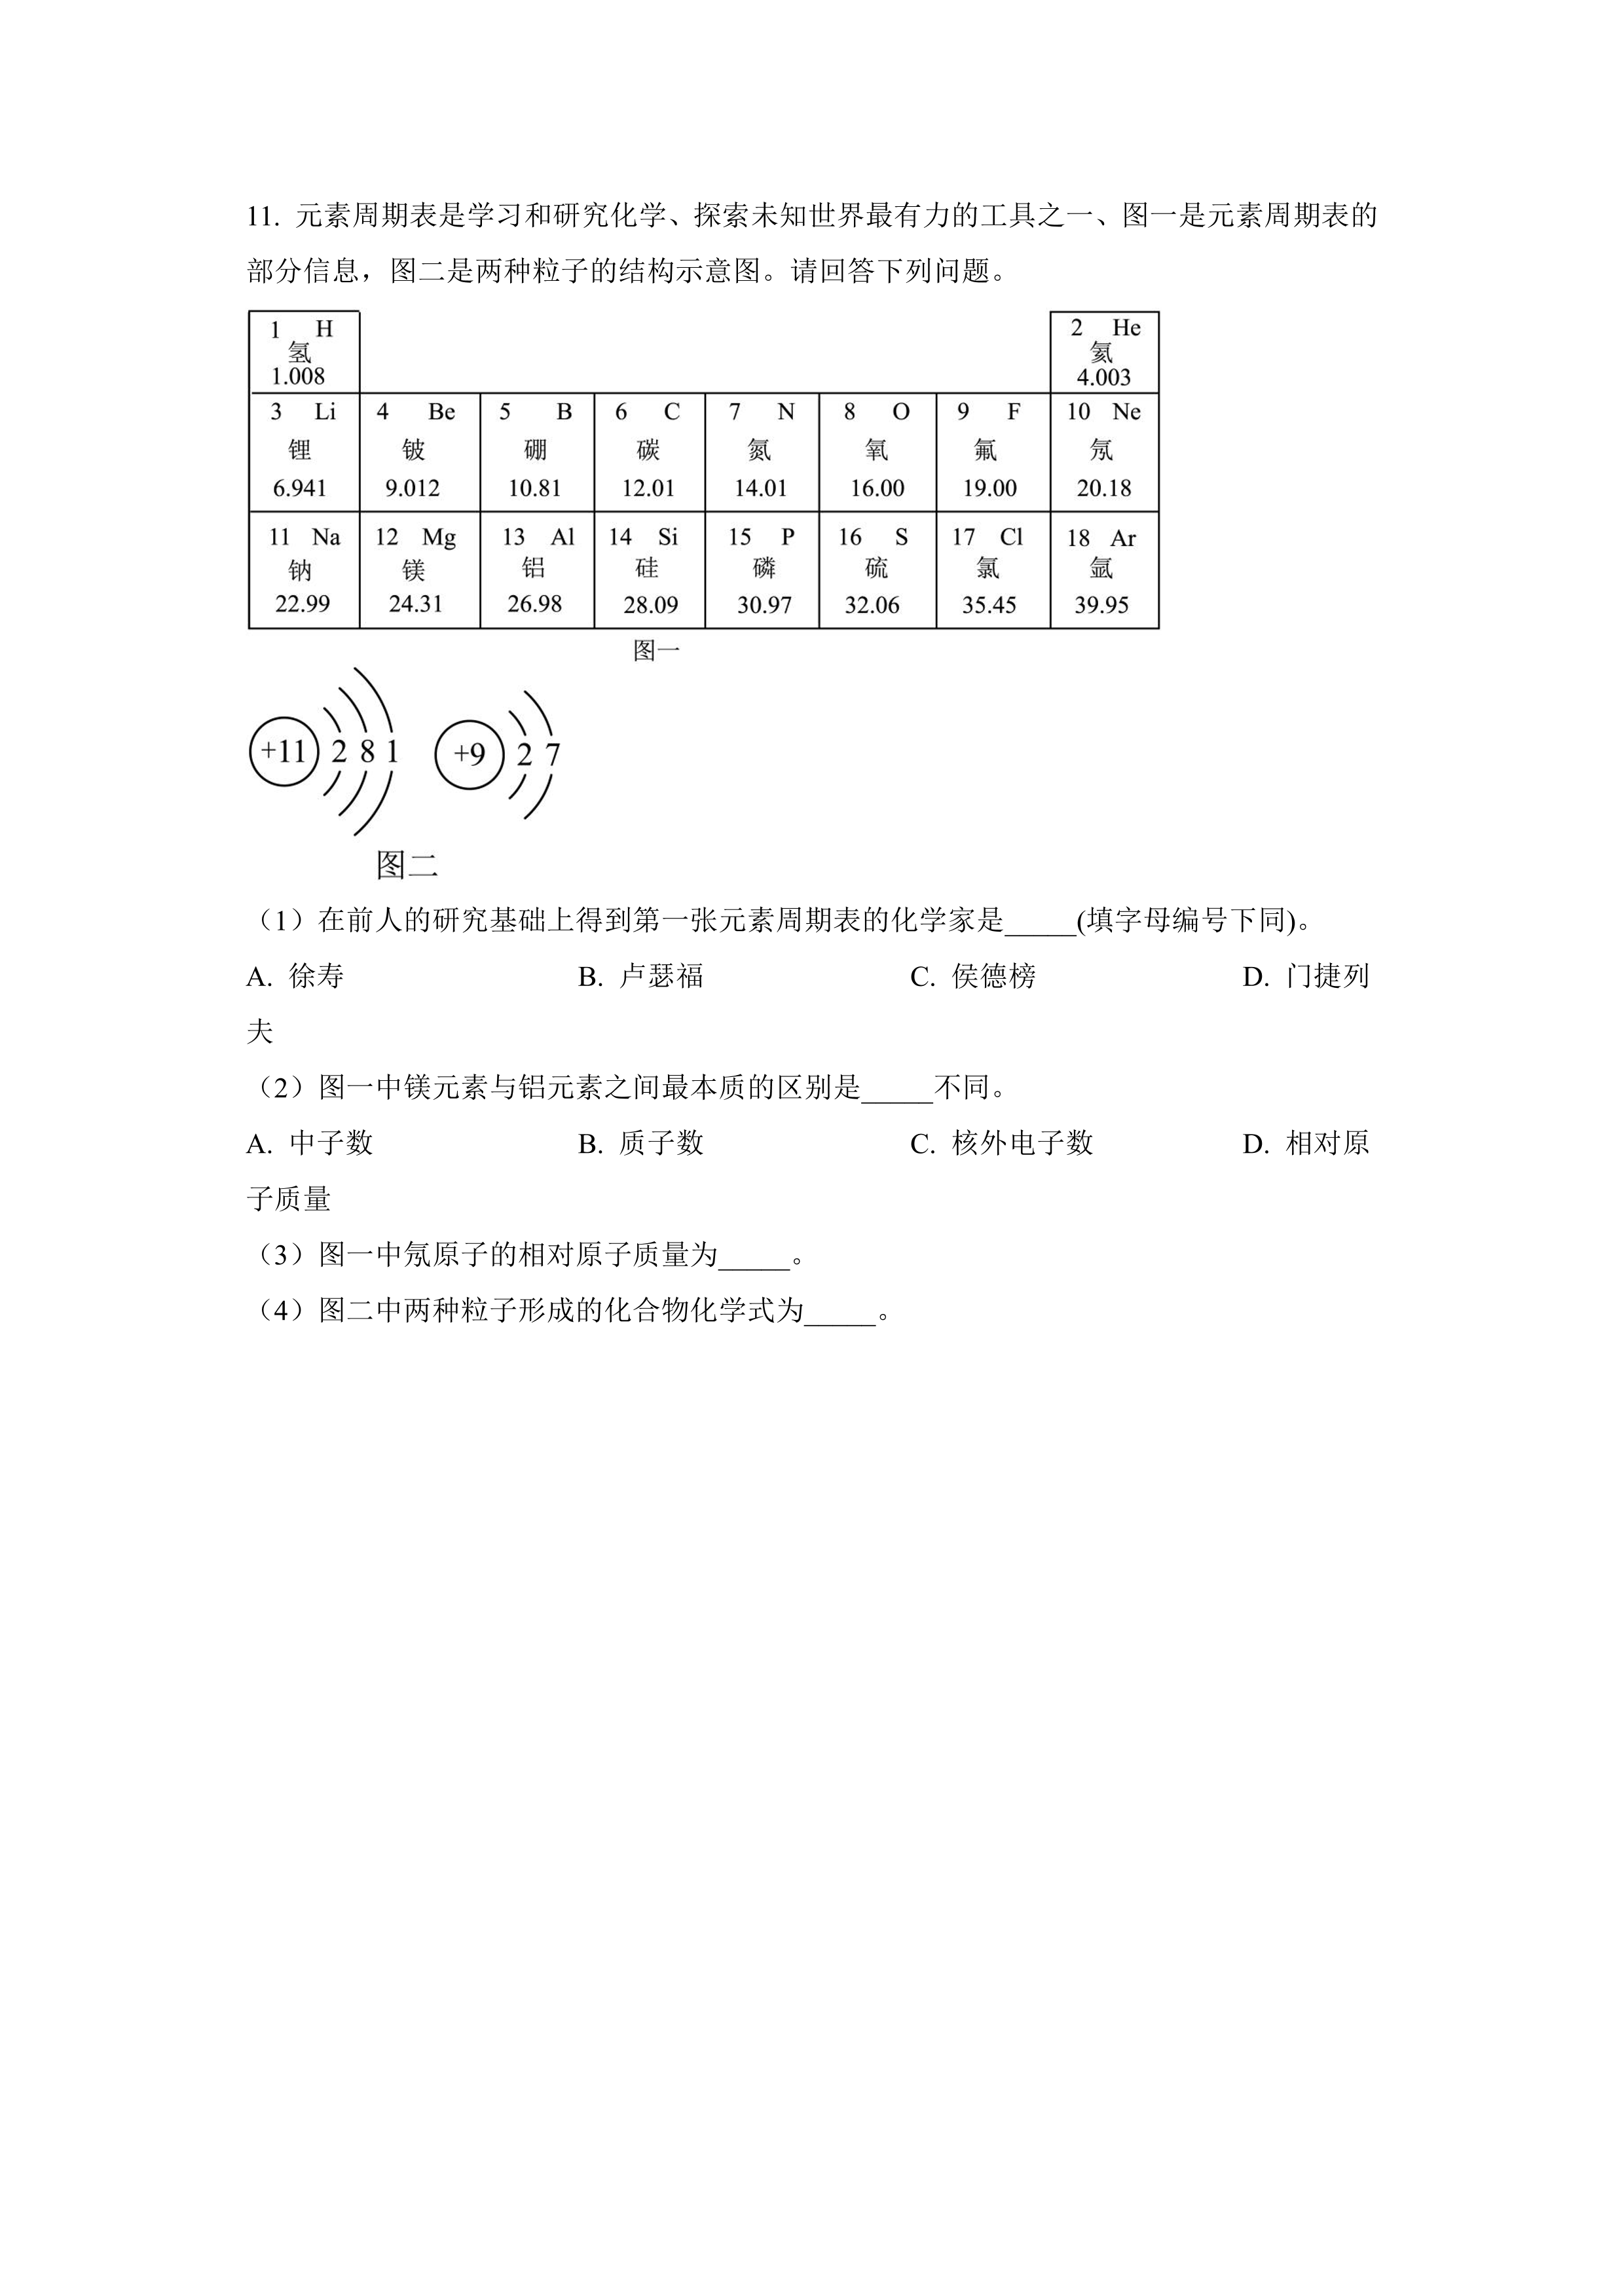 11. 元素周期表是学习和研究化学、探索未知世界最有力的工具之一、图一是元素周期表的
部分信息，图二是两种粒子的结构示意图。请回答下列问题。
1 H 2 He
氢 氦
1.008 4.003
3 Li 4 Be 5 B 6 C 7 N 8 O 9 F 10 Ne
锂 铍 硼 碳 氮 氧 氟 氖
6.941 9.012 10.81 12.01 14.01 16.00 19.00 20.18
11 Na 12 Mg 13 Al 14 Si 15 P 16 S 17 Cl 18 Ar
钠 镁 铝 硅 磷 硫 氯 氩
22.99 24.31 26.98 28.09 30.97 32.06 35.45 39.95
图一
+11 2 8 1 +9 2 7
图二
（1）在前人的研究基础上得到第一张元素周期表的化学家是_____(填字母编号下同)。
A. 徐寿 B. 卢瑟福 C. 侯德榜 D. 门捷列
夫
（2）图一中镁元素与铝元素之间最本质的区别是_____不同。
A. 中子数 B. 质子数 C. 核外电子数 D. 相对原
子质量
（3）图一中氖原子的相对原子质量为_____。
（4）图二中两种粒子形成的化合物化学式为_____。